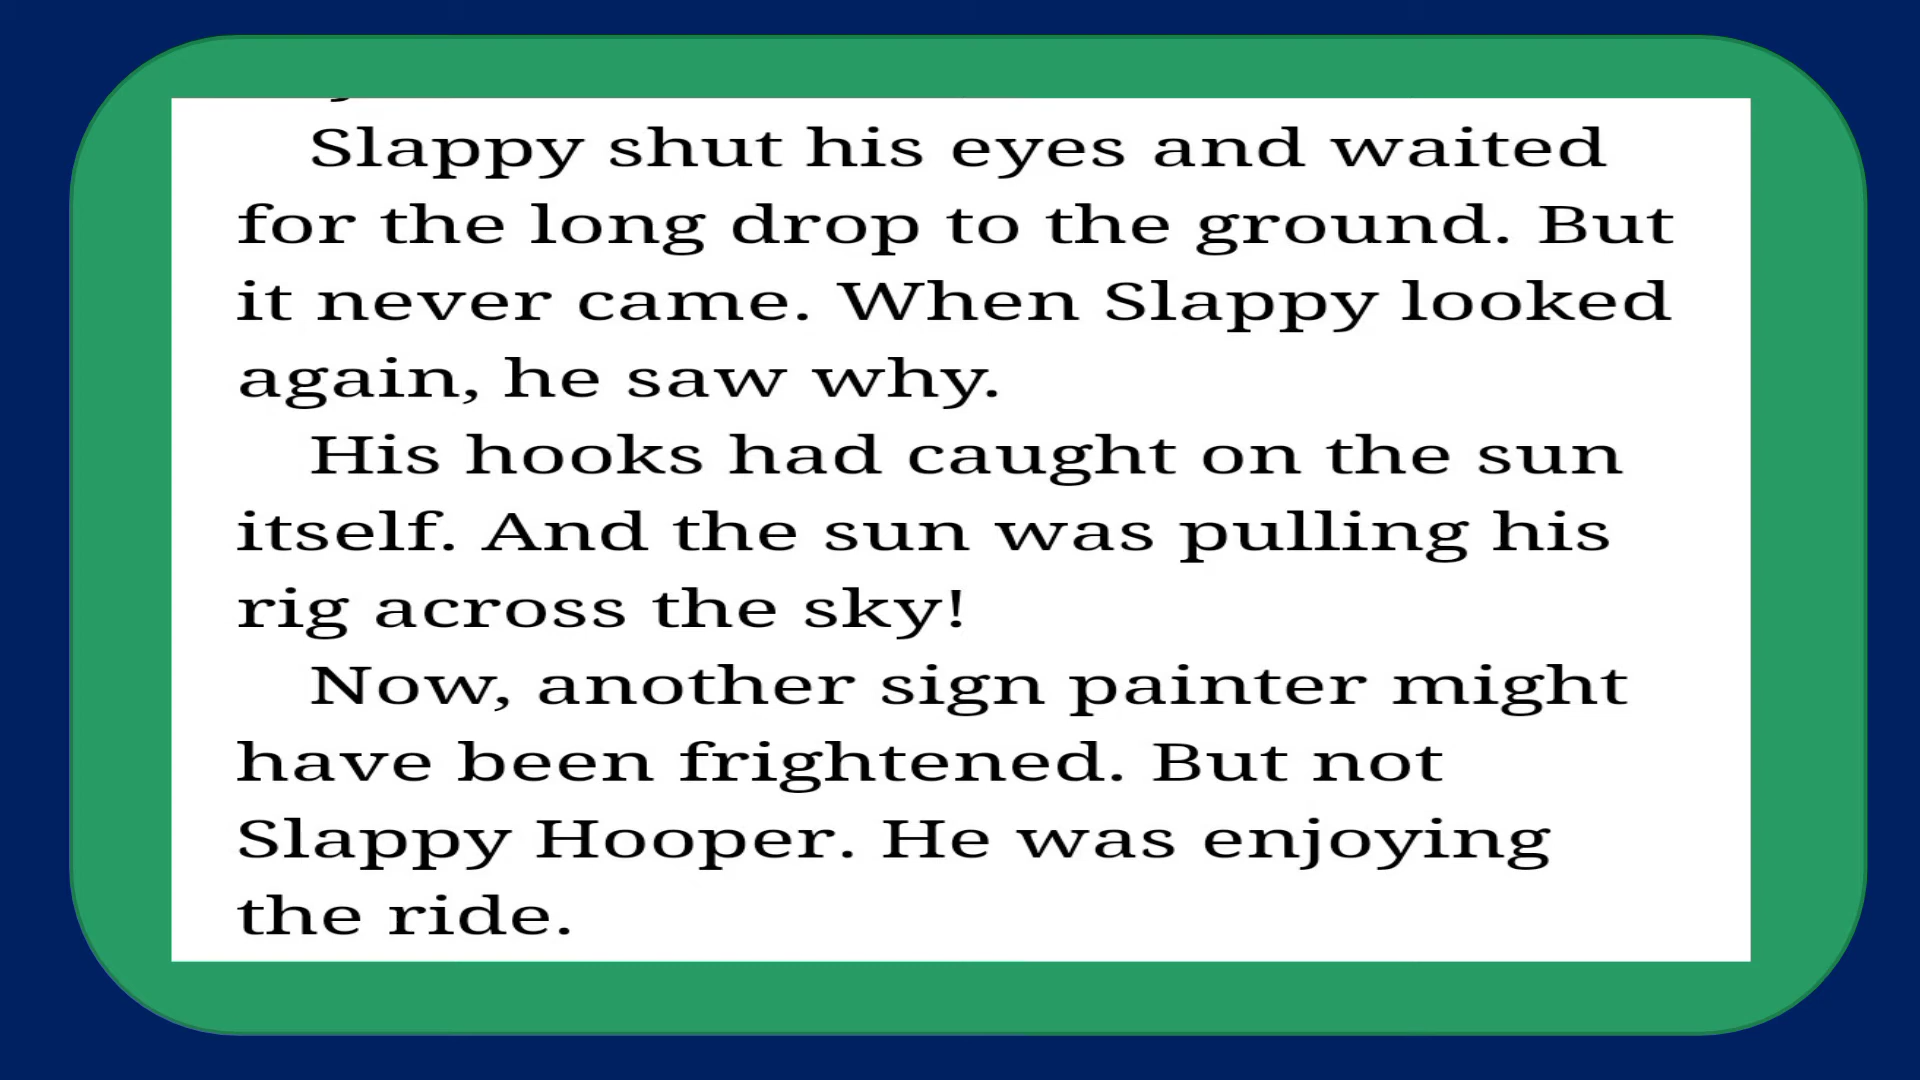 Slappy shut his eyes and waited
for the long drop to the ground. But
it never came. When Slappy looked
again, he saw why.
His hooks had caught on the sun
itself. And the sun was pulling his
rig across the sky!
Now, another sign painter might
have been frightened. But not
Slappy Hooper. He was enjoying
the ride.